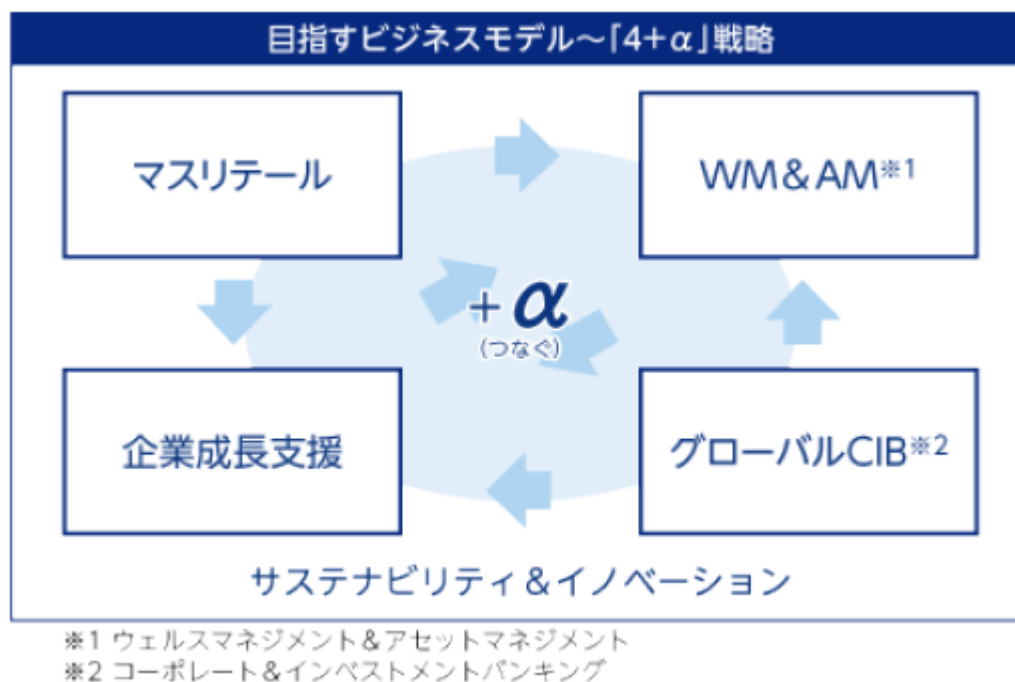 目指すビジネスモデル～「4+α」戦略
マスリテール
WM&AM※1
+α
(つなぐ)
企業成長支援
グローバルCIB※2
サステナビリティ&イノベーション
※1 ウェルスマネジメント&アセットマネジメント
※2 コーポレート&インベストメントバンキング